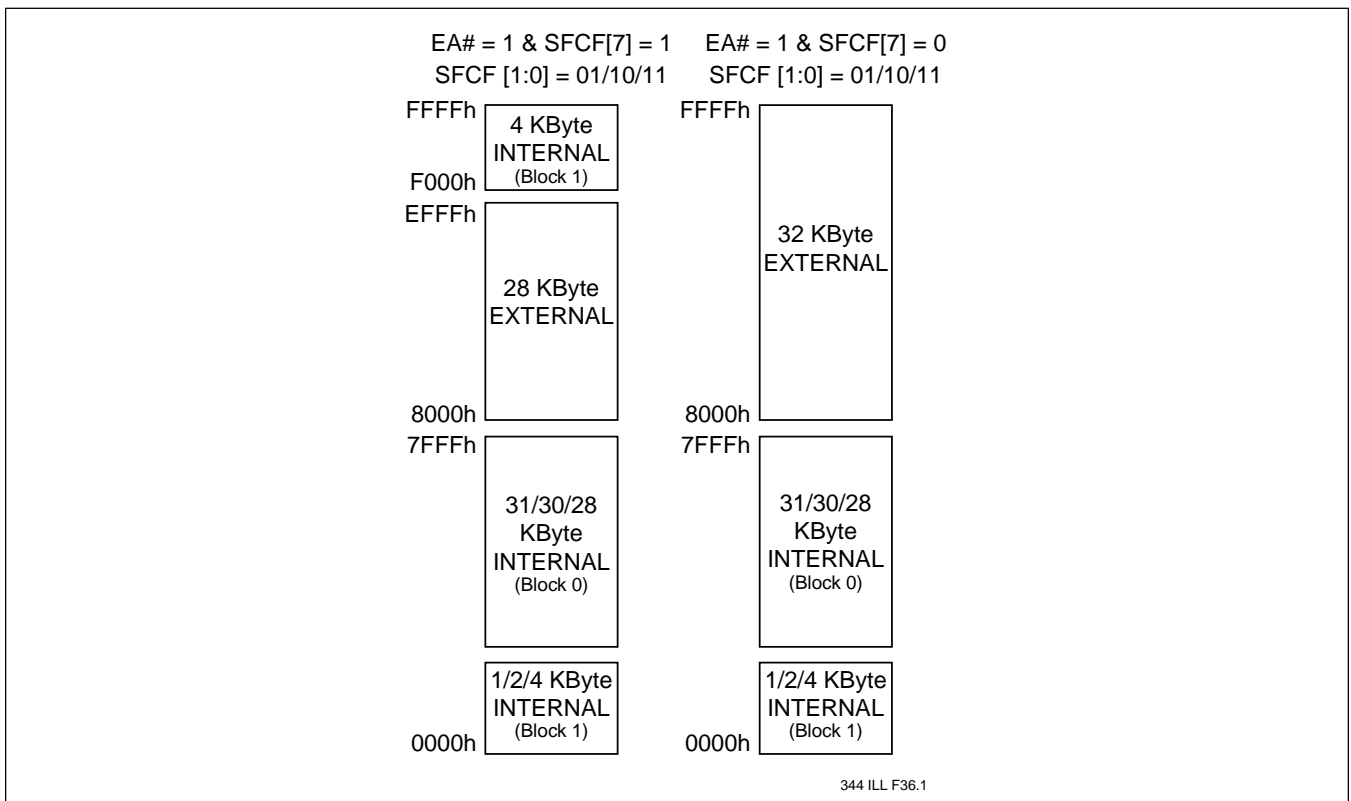 EA# = 1 & SFCF[7] = 1
SFCF [1:0] = 01/10/11
FFFFh
4 KByte
INTERNAL
(Block 1)
F000h
EFFFh
28 KByte
EXTERNAL
8000h
7FFFh
31/30/28
KByte
INTERNAL
(Block 0)
1/2/4 KByte
INTERNAL
(Block 1)
0000h
EA# = 1 & SFCF[7] = 0
SFCF [1:0] = 01/10/11
FFFFh
32 KByte
EXTERNAL
8000h
7FFFh
31/30/28
KByte
INTERNAL
(Block 0)
1/2/4 KByte
INTERNAL
(Block 1)
0000h
344 ILL F36.1